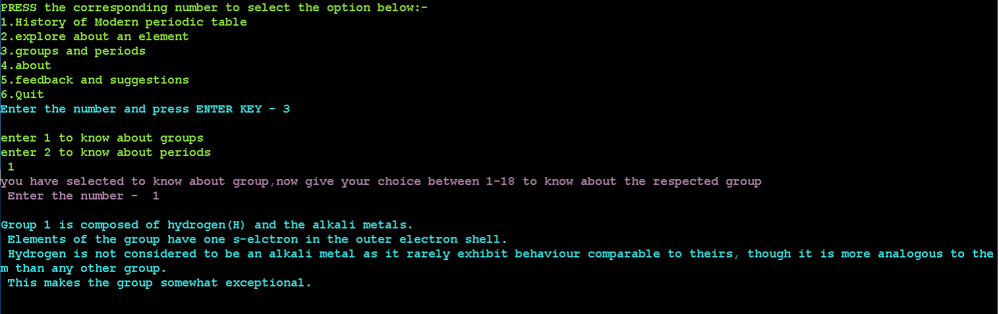 PRESS the corresponding number to select the option below:-
1.History of Modern periodic table
2.explore about an element
3.groups and periods
4.about
5.feedback and suggestions
6.Quit
Enter the number and press ENTER KEY - 3
enter 1 to know about groups
enter 2 to know about periods
1
you have selected to know about group,now give your choice between 1-18 to know about the respected group
Enter the number -  1
Group 1 is composed of hydrogen(H) and the alkali metals.
Elements of the group have one s-elctron in the outer electron shell.
Hydrogen is not considered to be an alkali metal as it rarely exhibit behaviour comparable to theirs, though it is more analogous to the
m than any other group.
This makes the group somewhat exceptional.